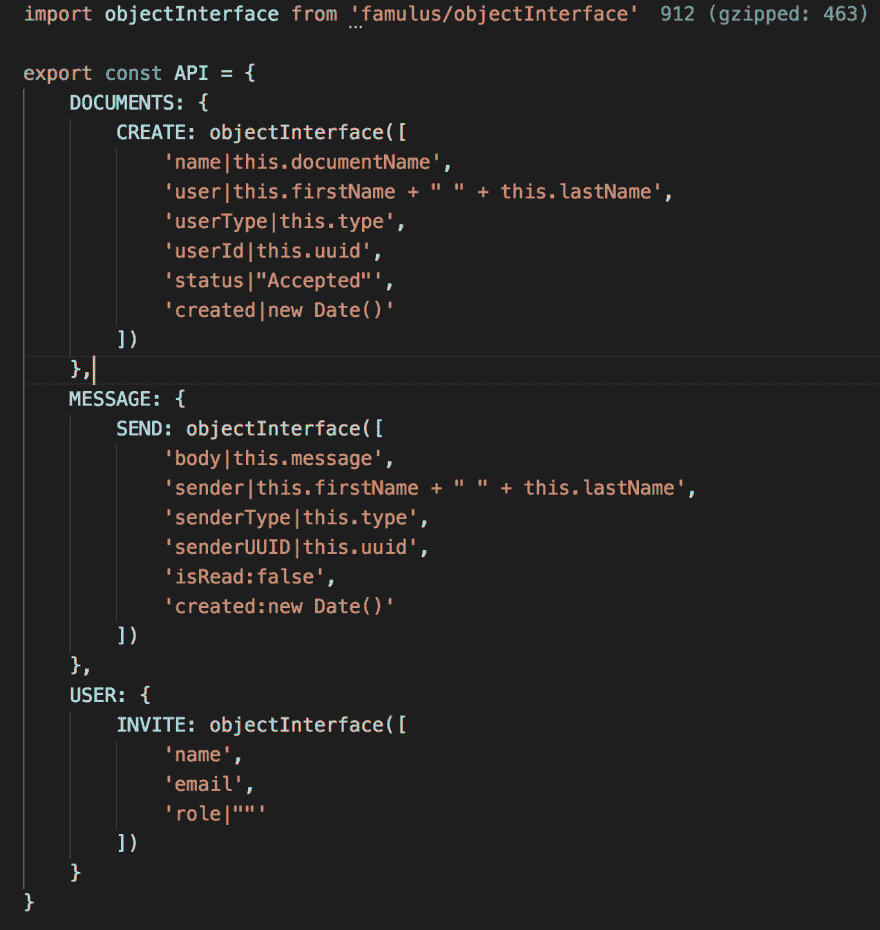 import objectInterface from 'famulus/objectInterface'  912 (gzipped: 463)

export const API = {
    DOCUMENTS: {
        CREATE: objectInterface([
            'name|this.documentName',
            'user|this.firstName + " " + this.lastName',
            'userType|this.type',
            'userId|this.uuid',
            'status|"Accepted"',
            'created|new Date()'
        ])
    },
    MESSAGE: {
        SEND: objectInterface([
            'body|this.message',
            'sender|this.firstName + " " + this.lastName',
            'senderType|this.type',
            'senderUUID|this.uuid',
            'isRead:false',
            'created:new Date()'
        ])
    },
    USER: {
        INVITE: objectInterface([
            'name',
            'email',
            'role|""'
        ])
    }
}